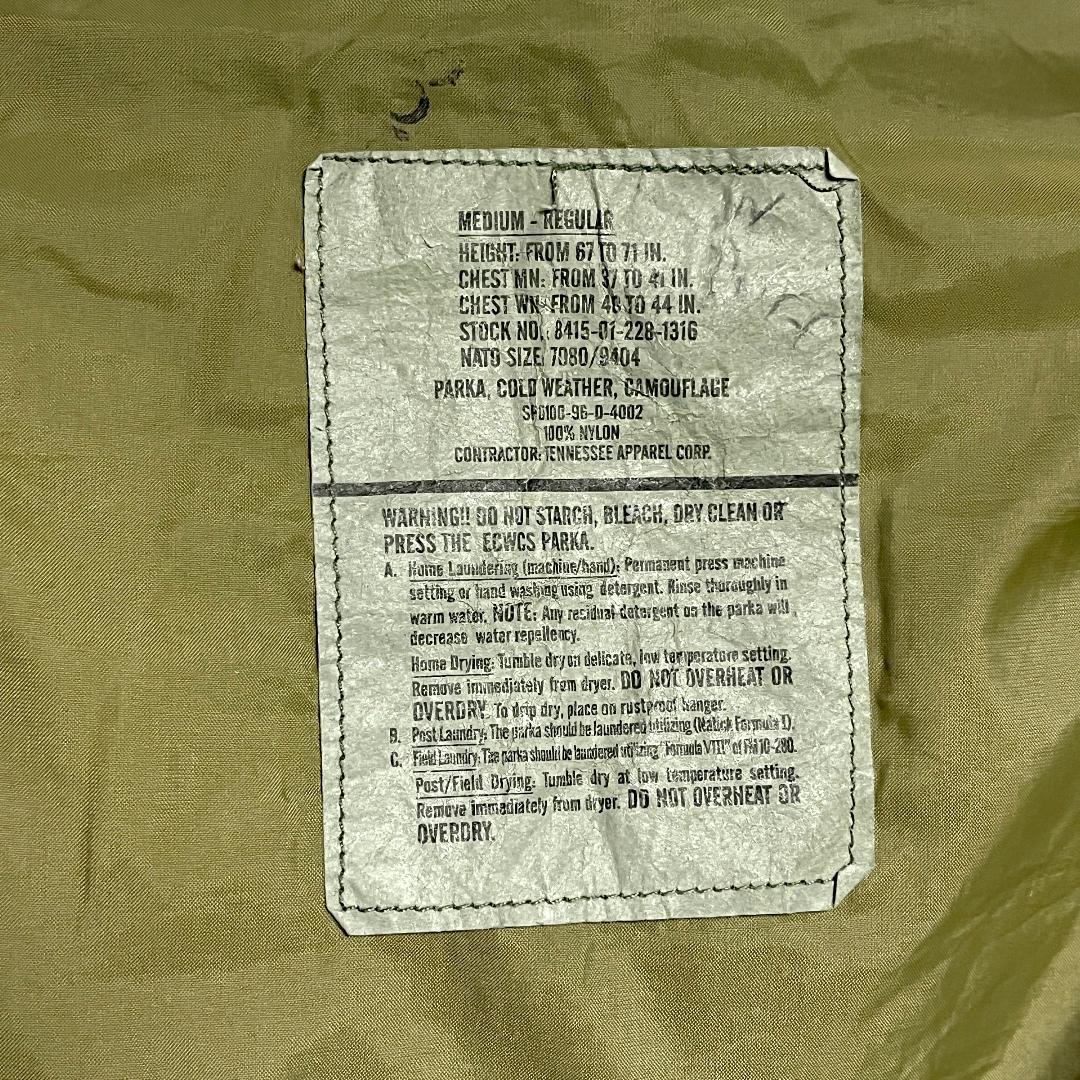 MEDIUM - REGULAR
HEIGHT: FROM 67 TO 71 IN.
CHEST MN: FROM 37 TO 41 IN.
CHEST WN: FROM 40 TO 44 IN.
STOCK NO.: 8415-01-228-1316
NATO SIZE: 7080/9404
PARKA, COLD WEATHER, CAMOUFLAGE
SPO100-96-D-4002
100% NYLON
CONTRACTOR: TENNESSEE APPAREL CORP.
WARNING!! DO NOT STARCH, BLEACH, DRY CLEAN OR
PRESS THE ECWCS PARKA.
A. Home Laundering (machine/hand): Permanent press machine
setting or hand washing using detergent. Rinse thoroughly in
warm water. NOTE: Any residual detergent on the parka will
decrease water repellency.
Home Drying: Tumble dry on delicate, low temperature setting.
Remove immediately from dryer. DO NOT OVERHEAT OR
OVERDRY. To drip dry, place on rustproof hanger.
B. Post Laundry: The parka should be laundered utilizing (Natick Formula I).
C. Field Laundry: The parka should be laundered utilizing "Formula VIII" of FM10-280.
Post/Field Drying: Tumble dry at low temperature setting.
Remove immediately from dryer. DO NOT OVERHEAT OR
OVERDRY.